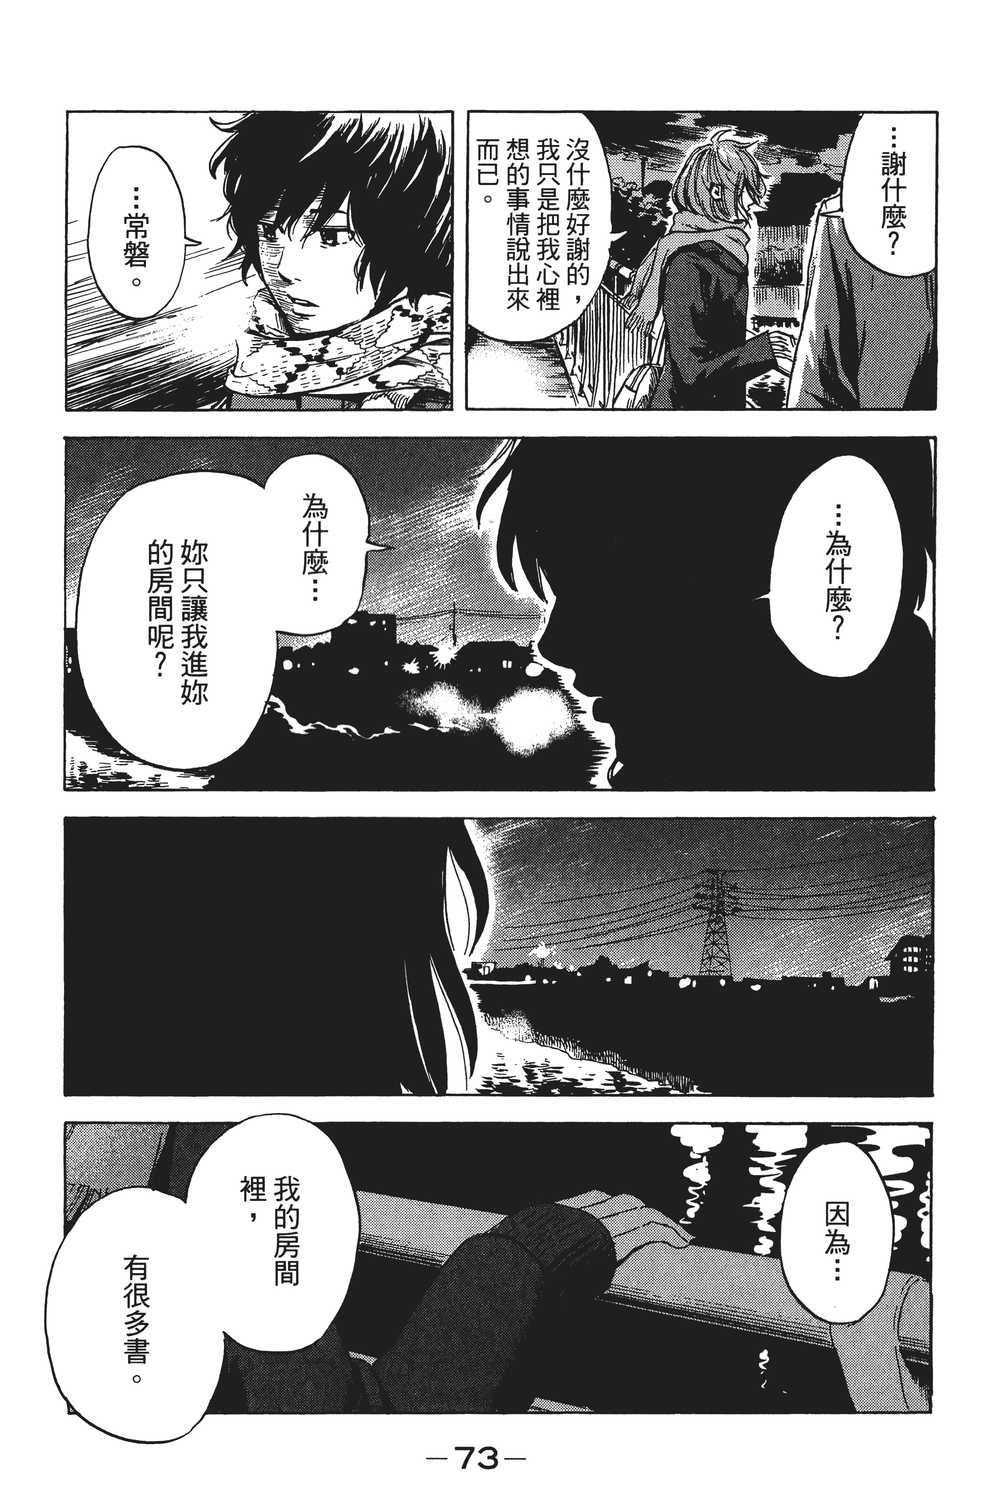 …謝什麼？
沒什麼好謝的，
我只是把我心裡
想的事情說出來
而已。
…常磐。
…為什麼？
為什麼…
妳只讓我進妳
的房間呢？
因為…
我的房間
裡，
有很多書。
－73－